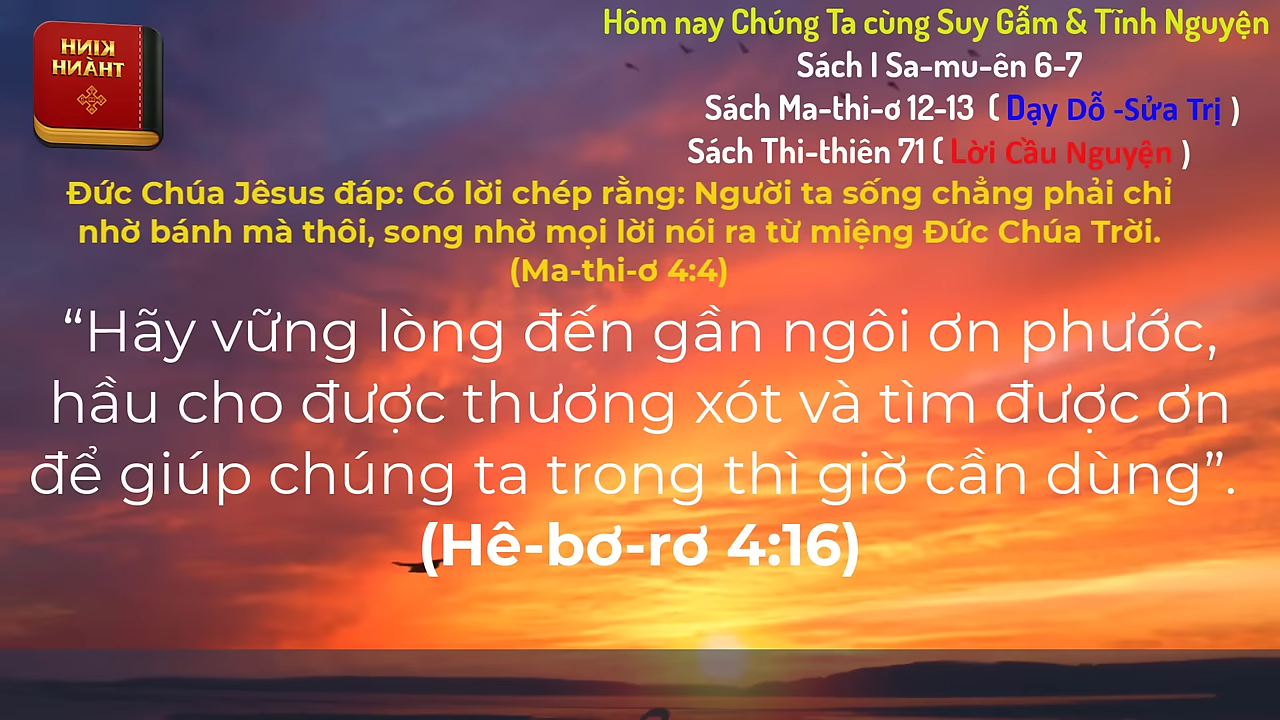 KINH
THÀNH
Hôm nay Chúng Ta cùng Suy Gẫm & Tĩnh Nguyện
Sách I Sa-mu-ên 6-7
Sách Ma-thi-ơ 12-13 ( Dạy Dỗ -Sửa Trị )
Sách Thi-thiên 71 ( Lời Cầu Nguyện )
Đức Chúa Jêsus đáp: Có lời chép rằng: Người ta sống chẳng phải chỉ
nhờ bánh mà thôi, song nhờ mọi lời nói ra từ miệng Đức Chúa Trời.
(Ma-thi-ơ 4:4)
“Hãy vững lòng đến gần ngôi ơn phước,
hầu cho được thương xót và tìm được ơn
để giúp chúng ta trong thì giờ cần dùng”.
(Hê-bơ-rơ 4:16)